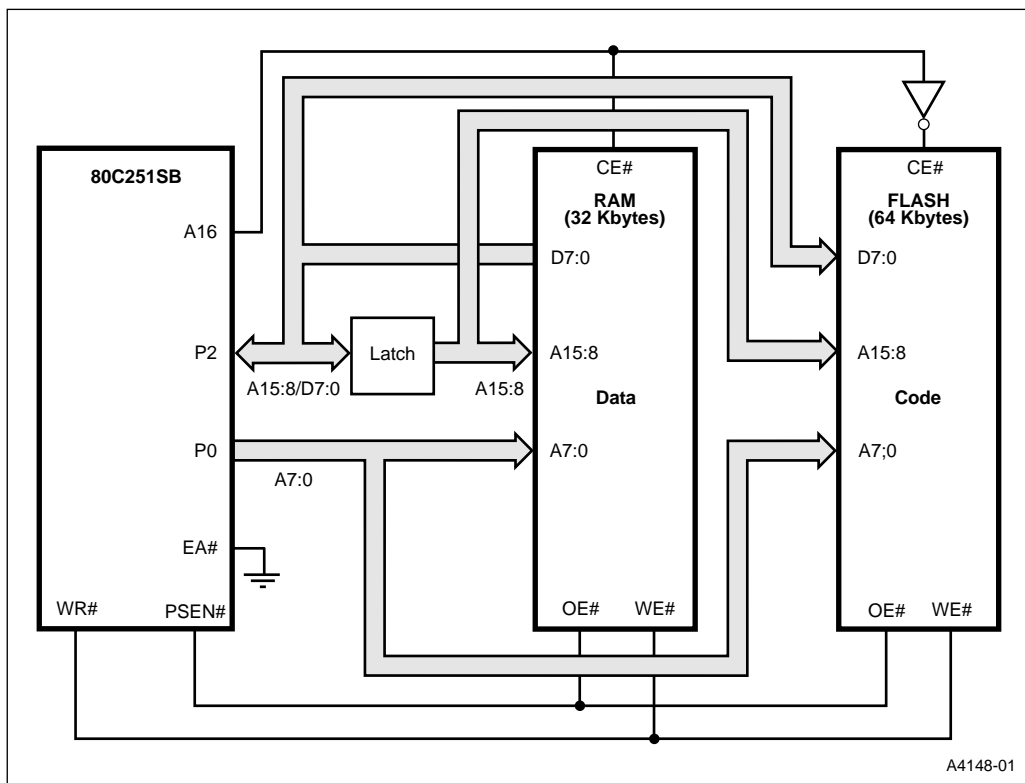 80C251SB
A16
P2
A15:8/D7:0
P0
A7:0
EA#
WR#
PSEN#
Latch
A15:8
CE#
RAM
(32 Kbytes)
D7:0
A15:8
Data
A7:0
OE#
WE#
CE#
FLASH
(64 Kbytes)
D7:0
A15:8
Code
A7;0
OE#
WE#
A4148-01